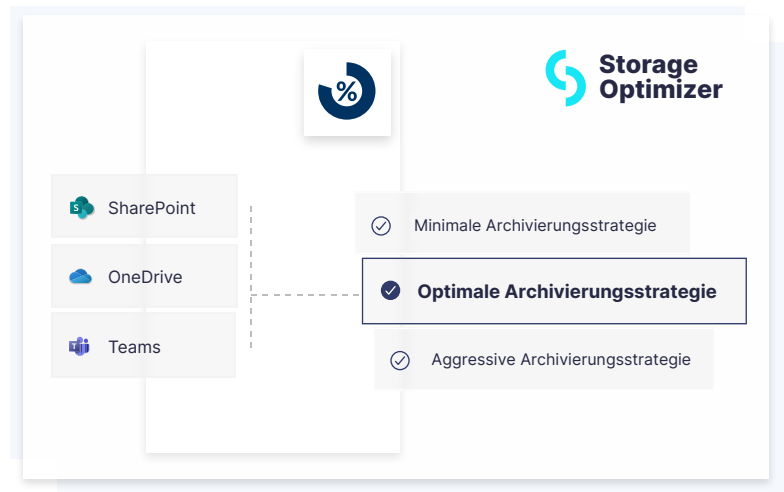 Storage
Optimizer
%
SharePoint
OneDrive
Teams
Minimale Archivierungsstrategie
Optimale Archivierungsstrategie
Aggressive Archivierungsstrategie